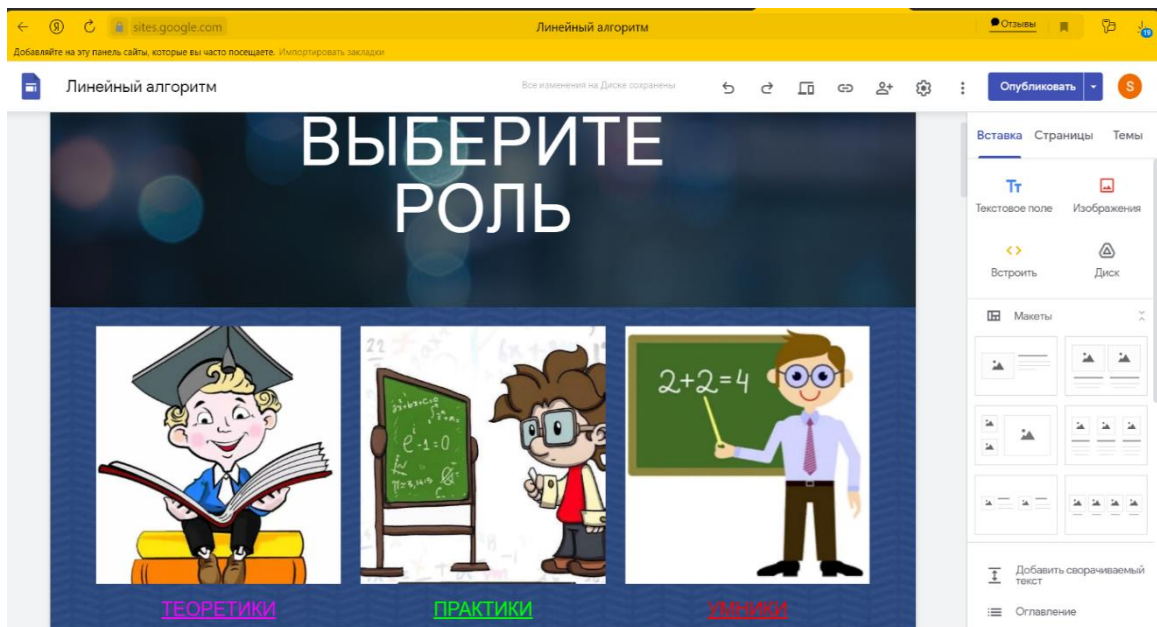 sites.google.com
Линейный алгоритм
Отзывы
19
Добавляйте на эту панель сайты, которые вы часто посещаете. Импортировать закладки
Линейный алгоритм
Все изменения на Диске сохранены
Опубликовать
S
ВЫБЕРИТЕ
РОЛЬ
2+2=4
ТЕОРЕТИКИ
ПРАКТИКИ
УМНИКИ
Вставка Страницы Темы
Текстовое поле Изображения
Встроить Диск
Макеты
Добавить сворачиваемый
текст
Оглавление